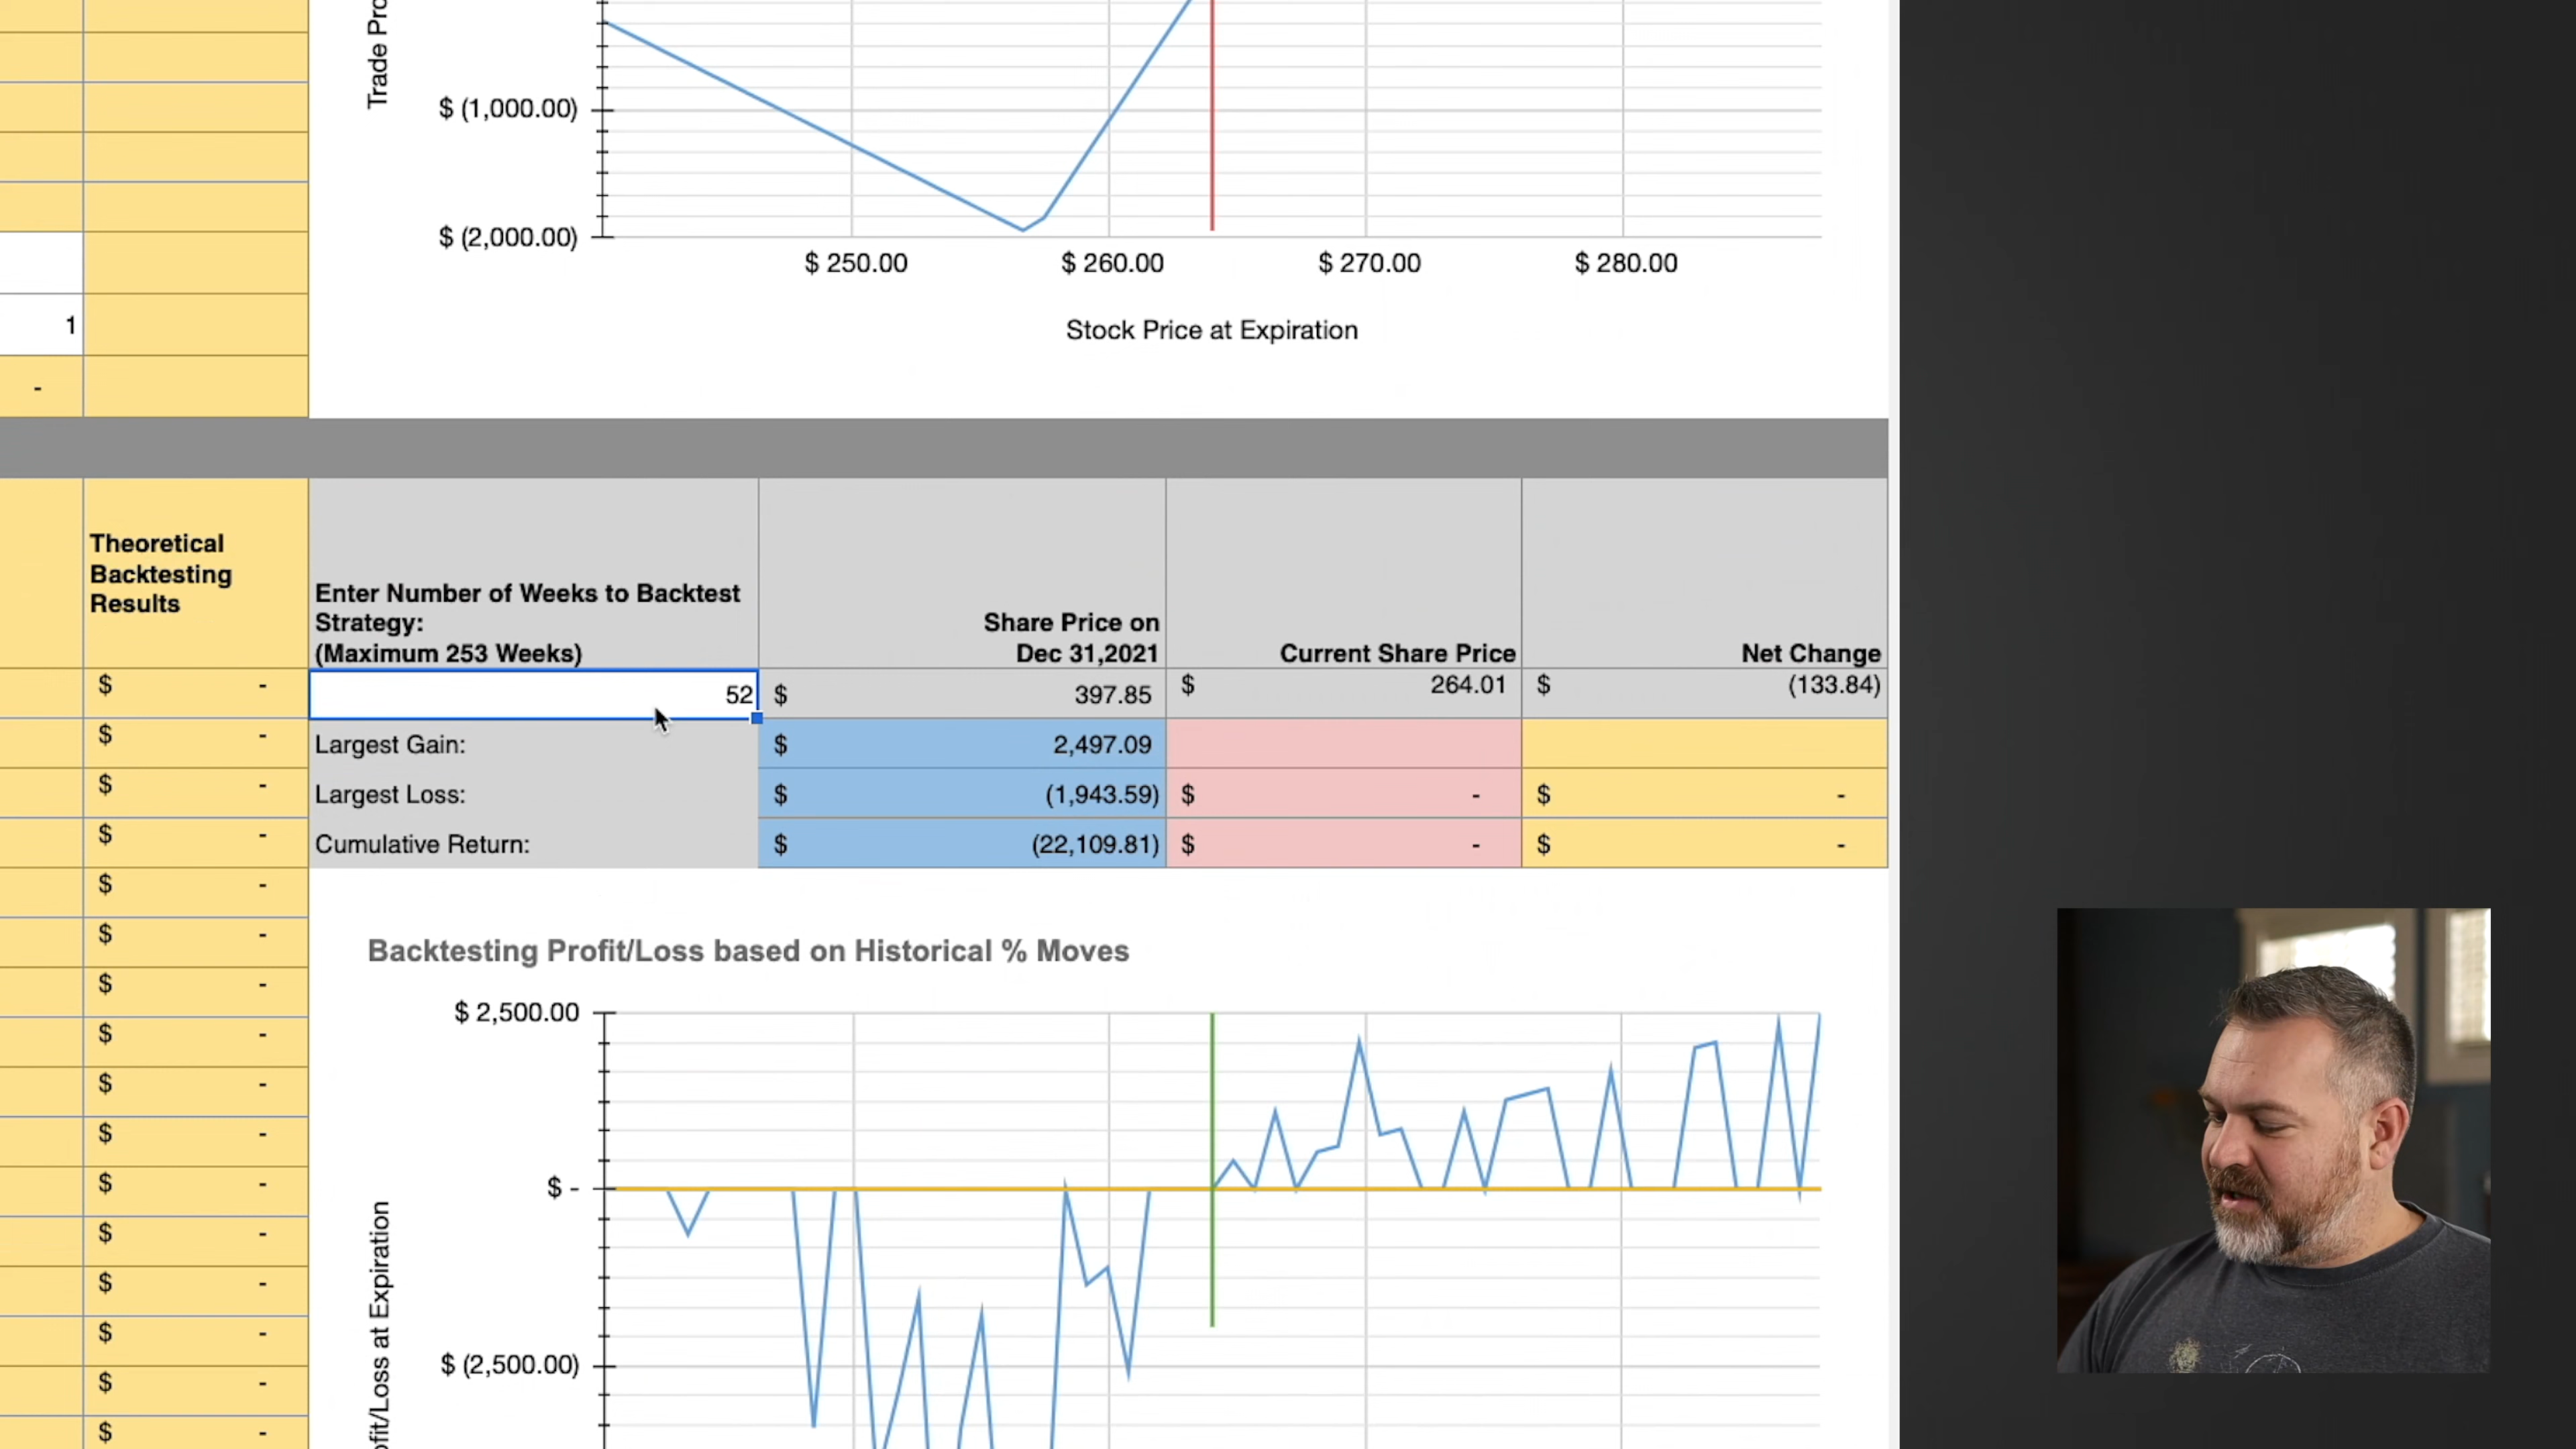 Trade Pro
$ (1,000.00)
$ (2,000.00)
$ 250.00 $ 260.00 $ 270.00 $ 280.00
Stock Price at Expiration
1
-
Theoretical
Backtesting
Results
Enter Number of Weeks to Backtest
Strategy:
(Maximum 253 Weeks)
Share Price on
Dec 31,2021
Current Share Price
Net Change
$ - 52 $ 397.85 $ 264.01 $ (133.84)
$ - Largest Gain: $ 2,497.09
$ - Largest Loss: $ (1,943.59) $ - $ -
$ - Cumulative Return: $ (22,109.81) $ - $ -
$ -
$ -
$ -
$ -
$ -
$ -
$ -
$ -
$ -
$ -
$ -
$ -
Backtesting Profit/Loss based on Historical % Moves
$ 2,500.00
$ -
$ (2,500.00)
ofit/Loss at Expiration